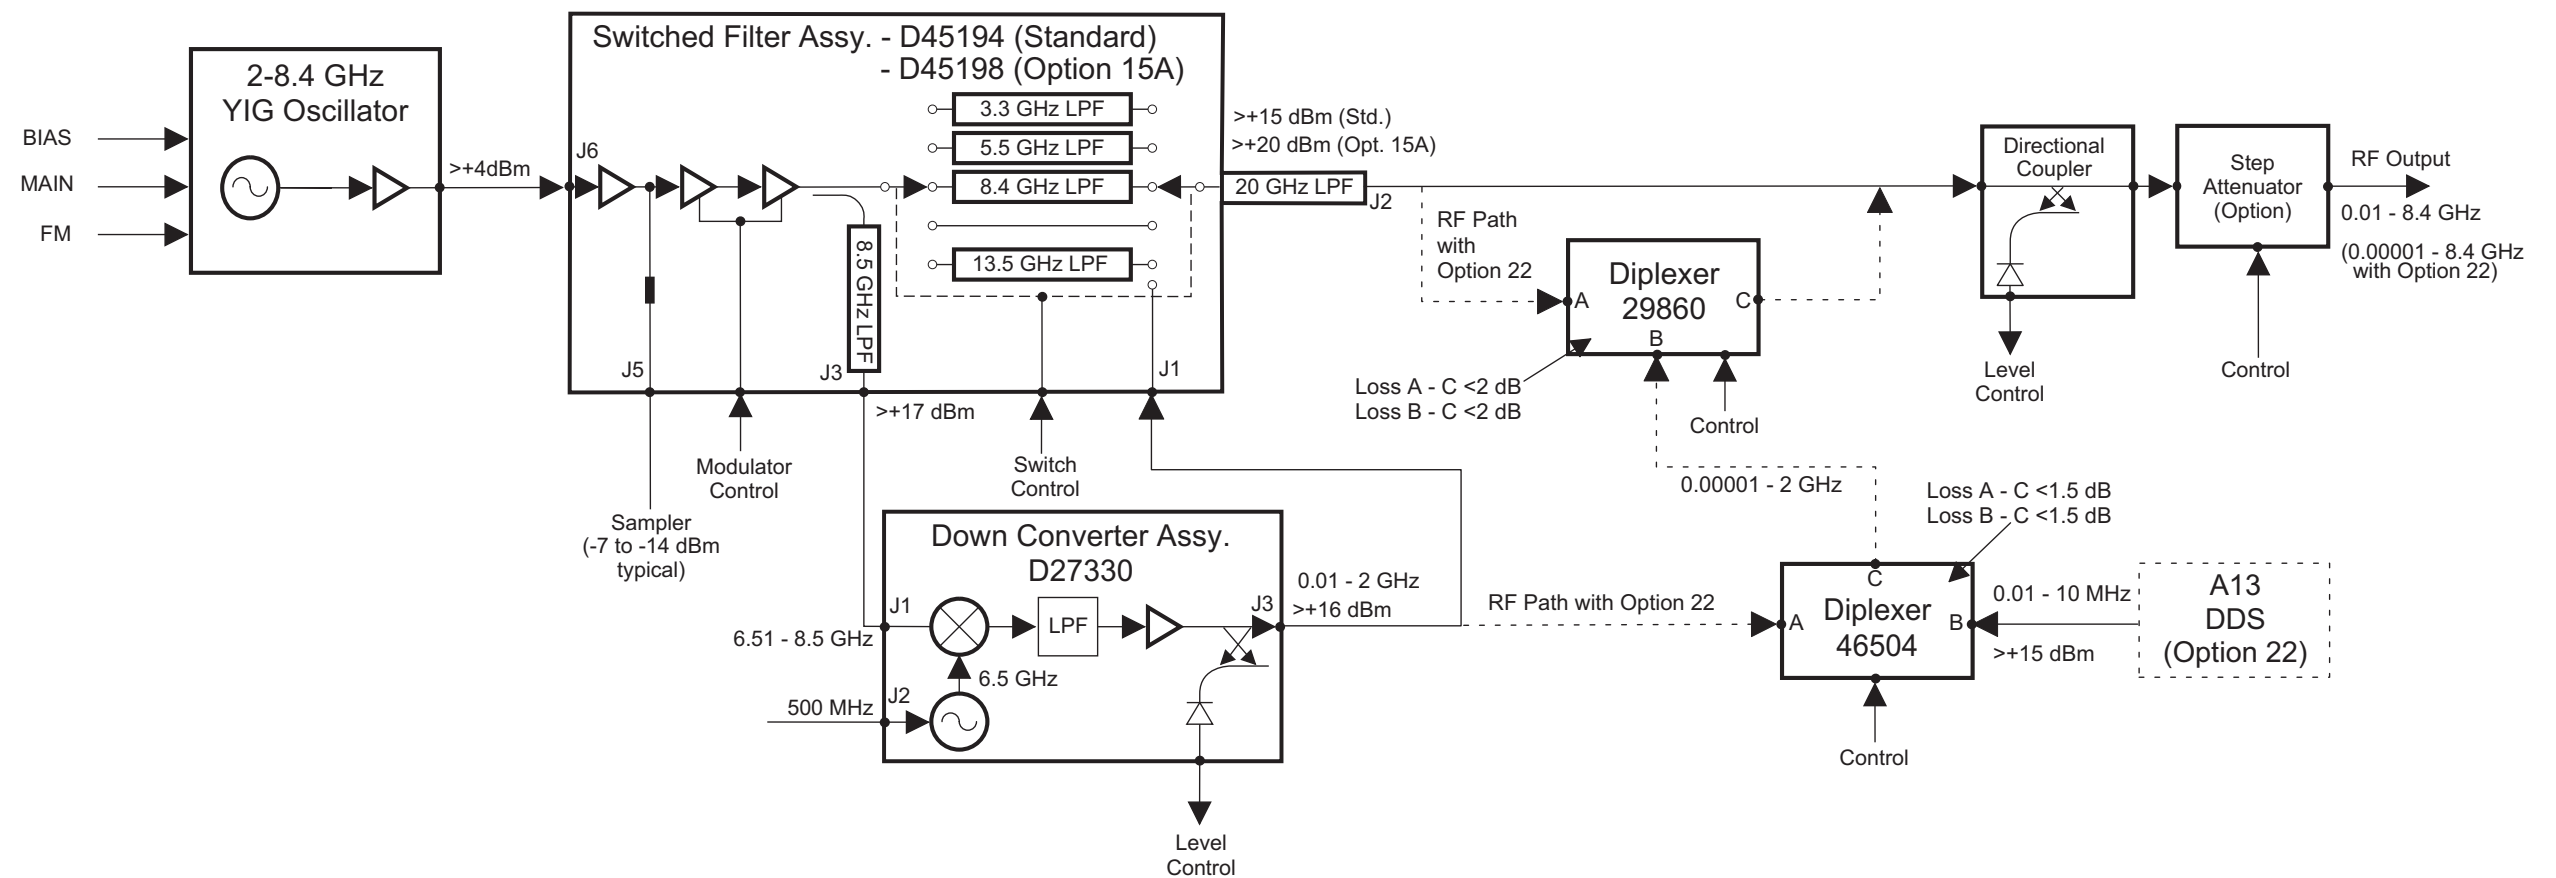 2-8.4 GHz
YIG Oscillator
BIAS
MAIN
FM
>+4dBm
Switched Filter Assy. - D45194 (Standard)
- D45198 (Option 15A)
J6
3.3 GHz LPF
5.5 GHz LPF
8.4 GHz LPF
13.5 GHz LPF
8.5 GHz LPF
J5
J3
J1
20 GHz LPF
J2
>+15 dBm (Std.)
>+20 dBm (Opt. 15A)
>+17 dBm
Modulator
Control
Switch
Control
Sampler
(-7 to -14 dBm
typical)
RF Path
with
Option 22
Diplexer
29860
A
B
C
Loss A - C <2 dB
Loss B - C <2 dB
Control
Directional
Coupler
Level
Control
Step
Attenuator
(Option)
Control
RF Output
0.01 - 8.4 GHz
(0.00001 - 8.4 GHz
with Option 22)
Down Converter Assy.
D27330
J1
6.51 - 8.5 GHz
LPF
6.5 GHz
J2
500 MHz
J3
0.01 - 2 GHz
>+16 dBm
Level
Control
RF Path with Option 22
0.00001 - 2 GHz
Loss A - C <1.5 dB
Loss B - C <1.5 dB
C
Diplexer
46504
A
B
Control
0.01 - 10 MHz
>+15 dBm
A13
DDS
(Option 22)